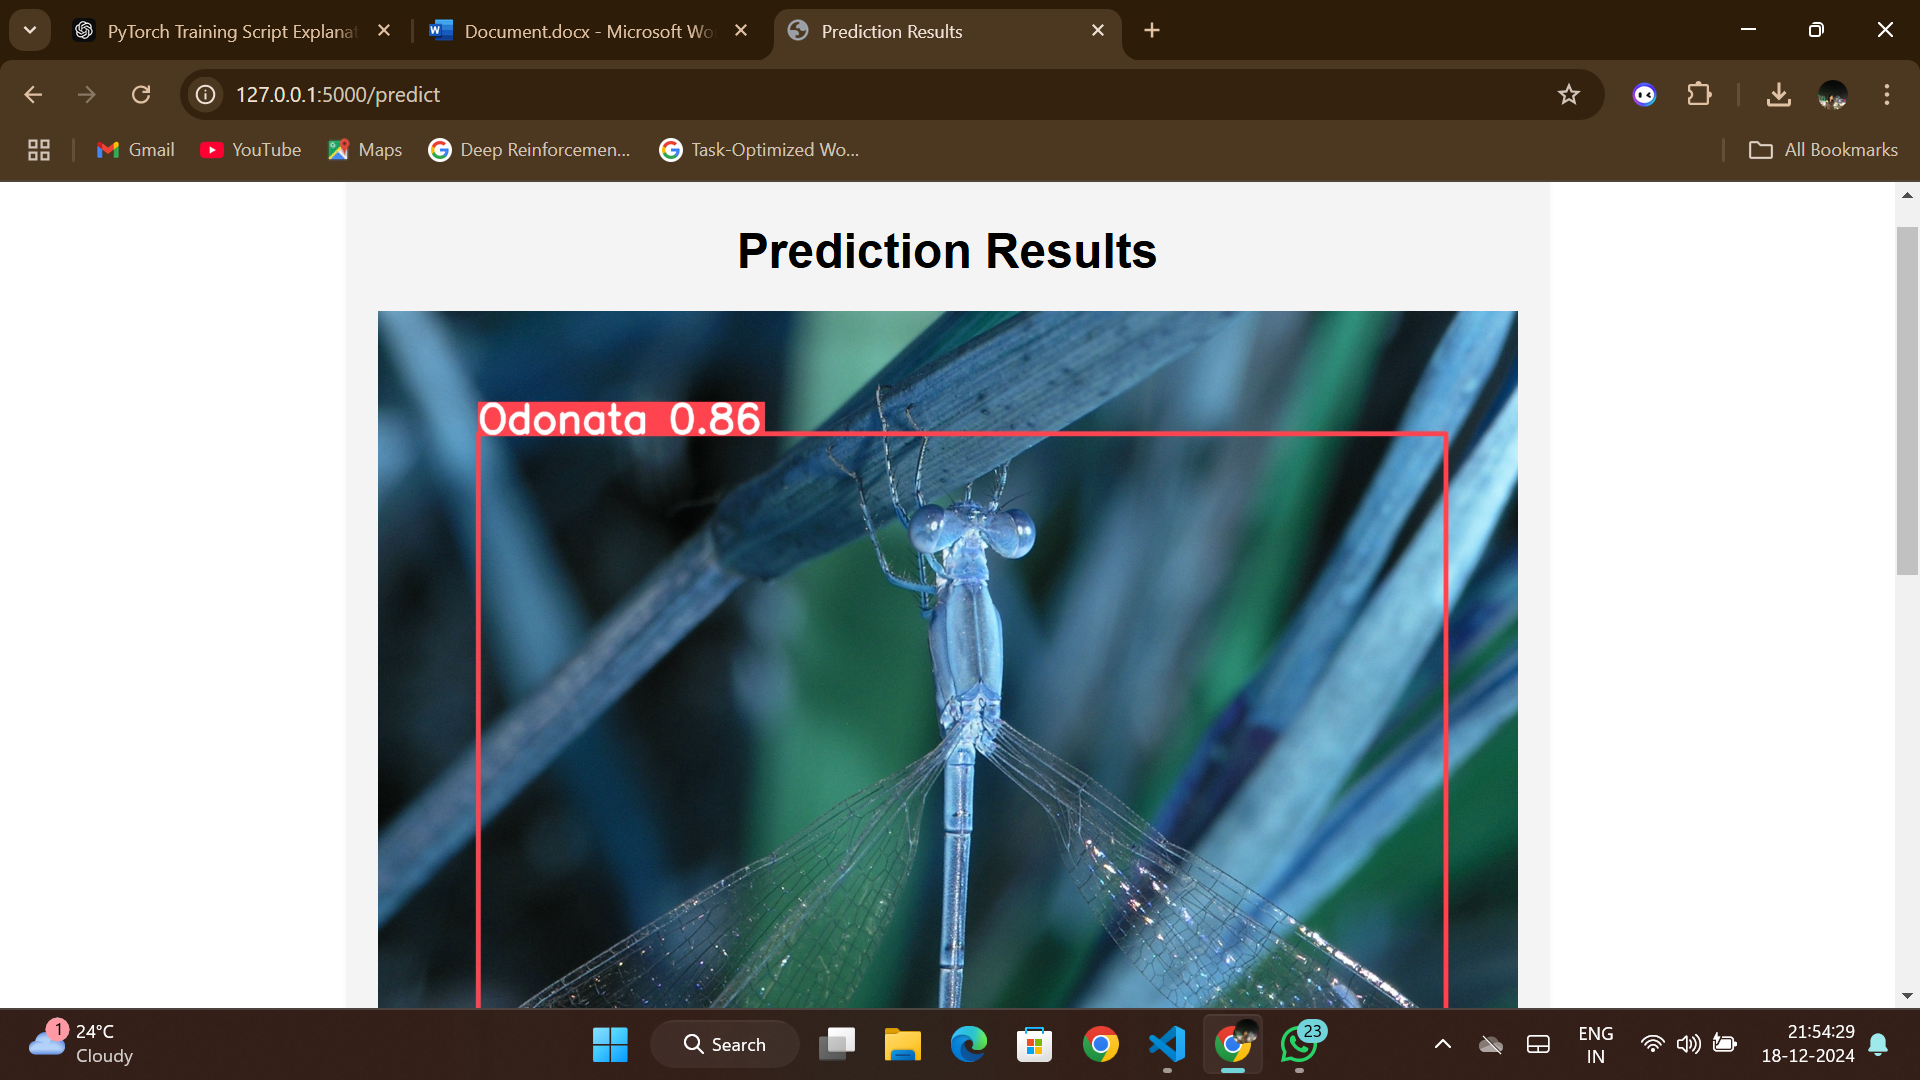 PyTorch Training Script Explanat
Document.docx - Microsoft Wo
Prediction Results
127.0.0.1:5000/predict
Gmail
YouTube
Maps
Deep Reinforcemen...
Task-Optimized Wo...
All Bookmarks
Prediction Results
Odonata 0.86
1
24°C
Cloudy
Search
23
ENG
IN
21:54:29
18-12-2024